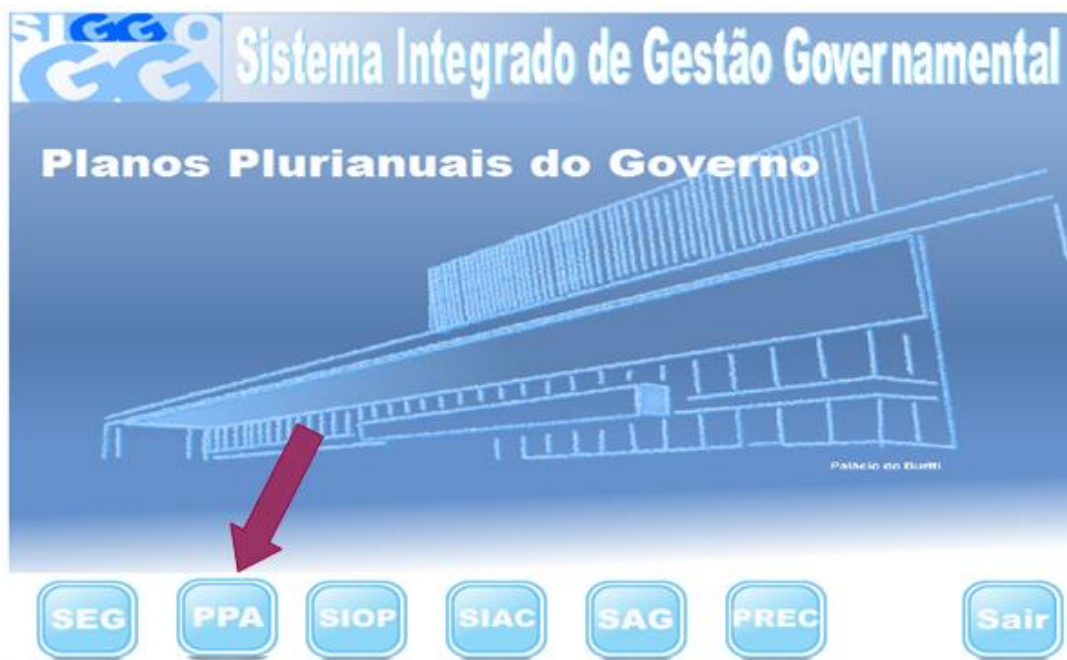 SIGGO
GG
Sistema Integrado de Gestão Governamental
Planos Plurianuais do Governo
Palácio do Buriti
SEG PPA SIOP SIAC SAG PREC Sair